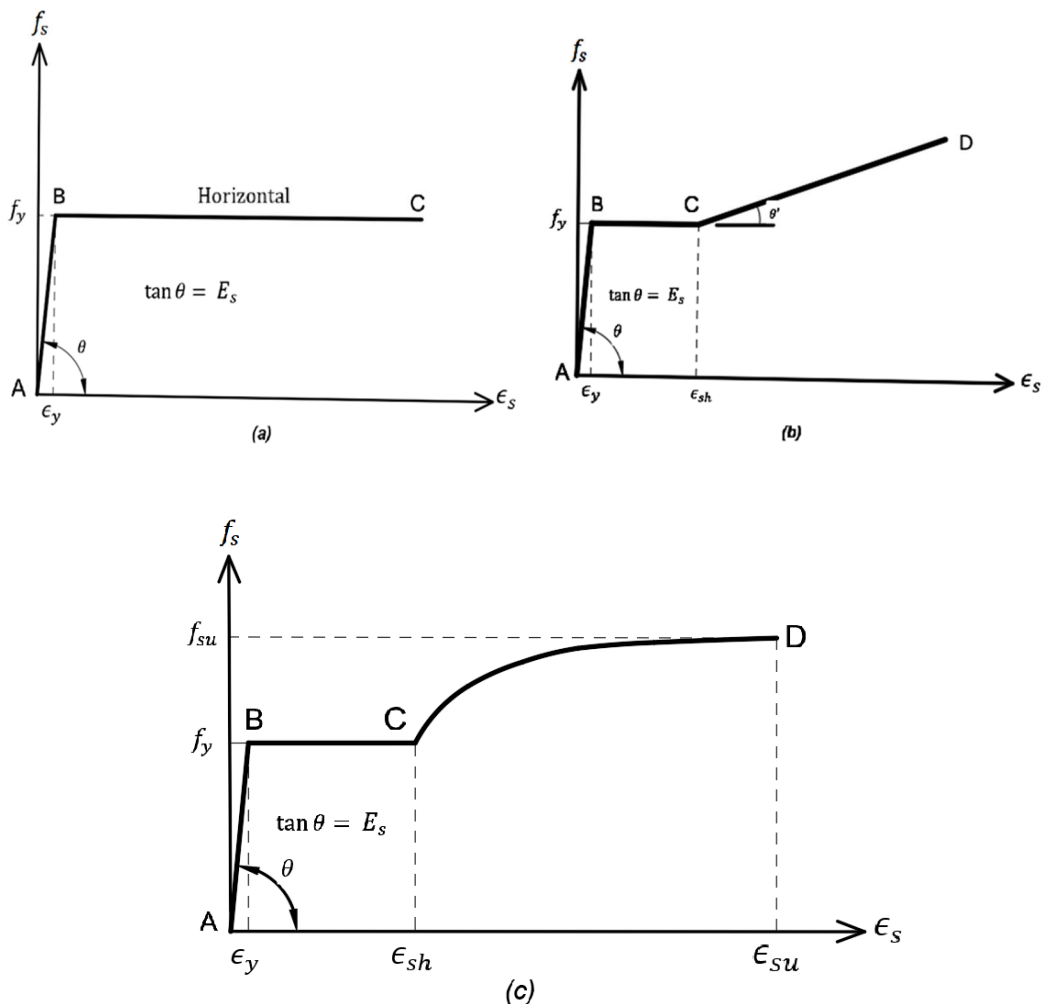 f_s
B
Horizontal
C
f_y
tan θ = E_s
θ
A
ϵ_y
ϵ_s
(a)
f_s
D
B
C
θ'
f_y
tan θ = E_s
θ
A
ϵ_y
ϵ_sh
ϵ_s
(b)
f_s
f_su
D
B
C
f_y
tan θ = E_s
θ
A
ϵ_s
ϵ_y
ϵ_sh
ϵ_su
(c)